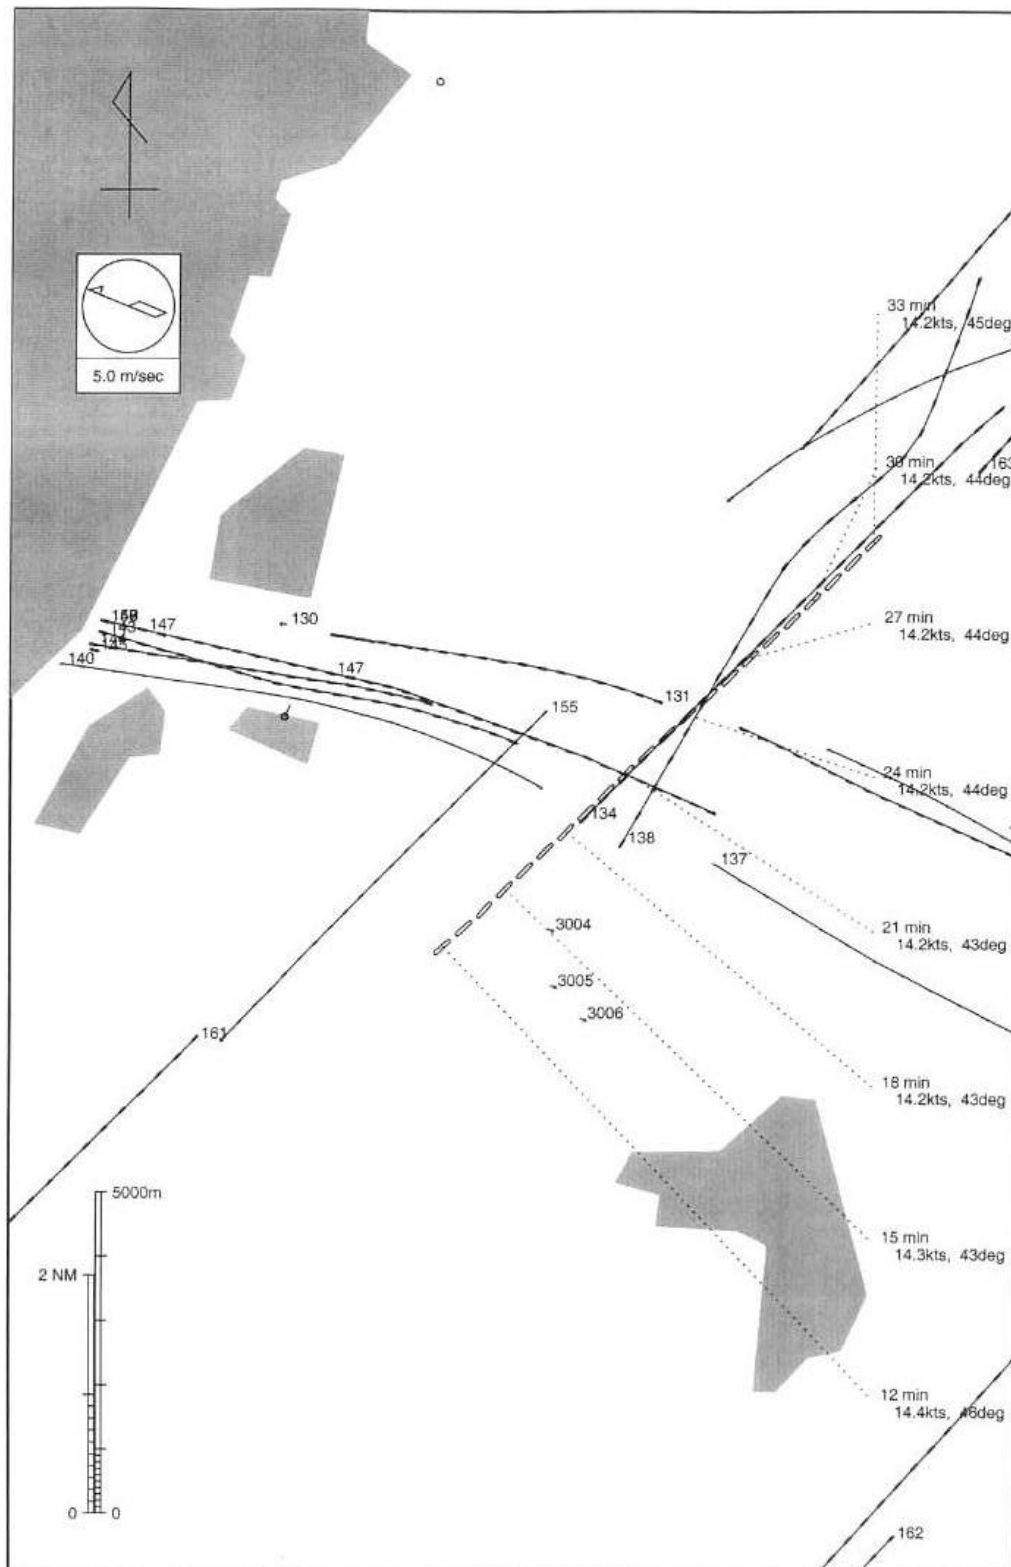 33 min
14.2kts, 45deg
5.0 m/sec
30 min
14.2kts, 44deg
163
147
130
27 min
14.2kts, 44deg
140
147
131
155
24 min
14.2kts, 44deg
134
138
137
3004
21 min
14.2kts, 43deg
3005
3006
161
18 min
14.2kts, 43deg
5000m
15 min
14.3kts, 43deg
2 NM
12 min
14.4kts, 46deg
0
0
162